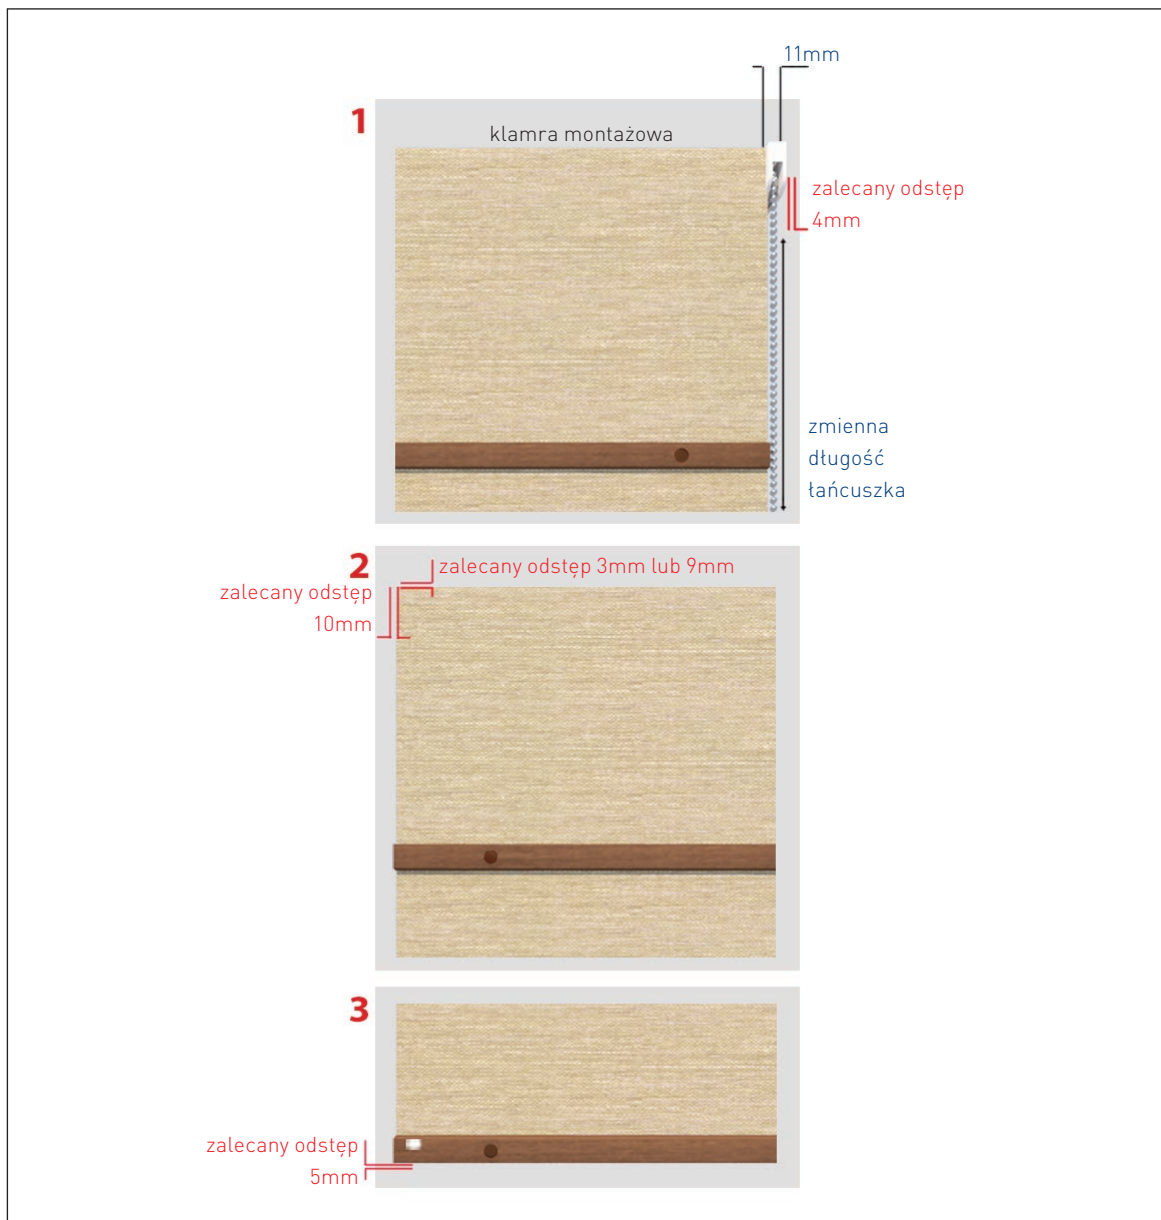 11mm
1
klamra montażowa
zalecany odstęp
4mm
zmienna
długość
łańcuszka
2
zalecany odstęp 3mm lub 9mm
zalecany odstęp
10mm
3
zalecany odstęp
5mm